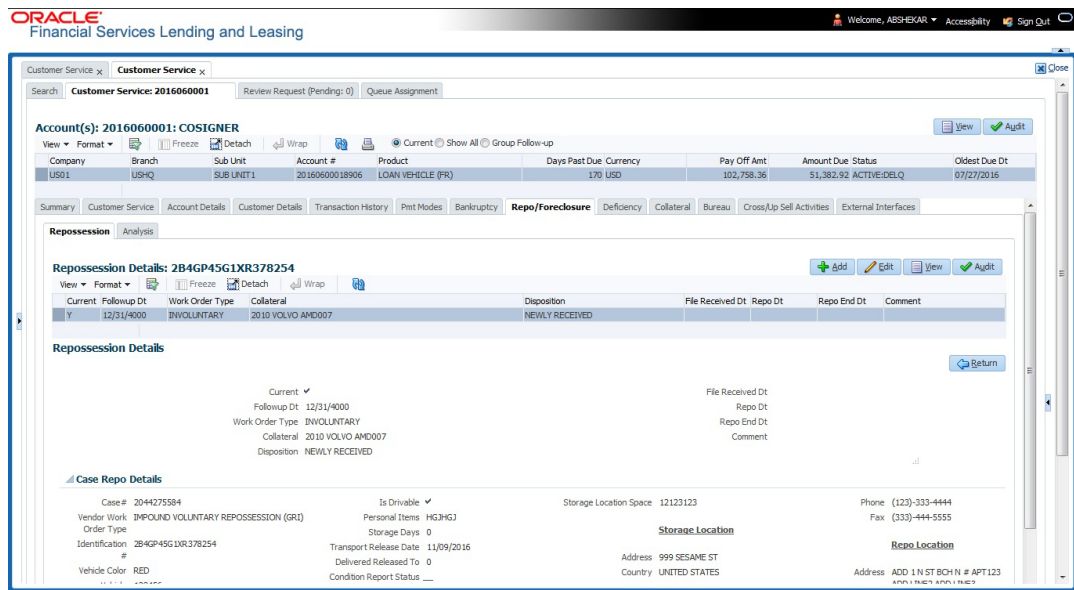 ORACLE
Financial Services Lending and Leasing
Welcome, ABSHEKAR Accessibility Sign Out
Customer Service x Customer Service x Close
Search Customer Service: 2016060001 Review Request (Pending: 0) Queue Assignment
Account(s): 2016060001: COSIGNER View Audit
View Format Freeze Detach Wrap Current Show All Group Follow-up
Company Branch Sub Unit Account # Product Days Past Due Currency Pay Off Amt Amount Due Status Oldest Due Dt
US01 USHQ SUB UNIT1 20160600018906 LOAN VEHICLE (FR) 170 USD 102,758.36 51,382.92 ACTIVE:DELQ 07/27/2016
Summary Customer Service Account Details Customer Details Transaction History Pmt Modes Bankruptcy Repo/Foreclosure Deficiency Collateral Bureau Cross/Up Sell Activities External Interfaces
Repossession Analysis
Repossession Details: 2B4GP45G1XR378254 Add Edit View Audit
View Format Freeze Detach Wrap
Current Followup Dt Work Order Type Collateral Disposition File Received Dt Repo Dt Repo End Dt Comment
Y 12/31/4000 INVOLUNTARY 2010 VOLVO AMD007 NEWLY RECEIVED
Repossession Details
Return
Current File Received Dt
Followup Dt 12/31/4000 Repo Dt
Work Order Type INVOLUNTARY Repo End Dt
Collateral 2010 VOLVO AMD007 Comment
Disposition NEWLY RECEIVED
Case Repo Details
Case# 2044275584 Is Drivable Storage Location Space 12123123 Phone (123)-333-4444
Vendor Work Order Type IMPOUND VOLUNTARY REPOSSESSION (GRI) Personal Items HGJHGJ Fax (333)-444-5555
Storage Days 0 Storage Location
Identification # 2B4GP45G1XR378254 Transport Release Date 11/09/2016 Repo Location
Delivered Released To 0 Address 999 SESAME ST
Vehicle Color RED Condition Report Status Country UNITED STATES Address ADD 1 N ST BCH N # APT123